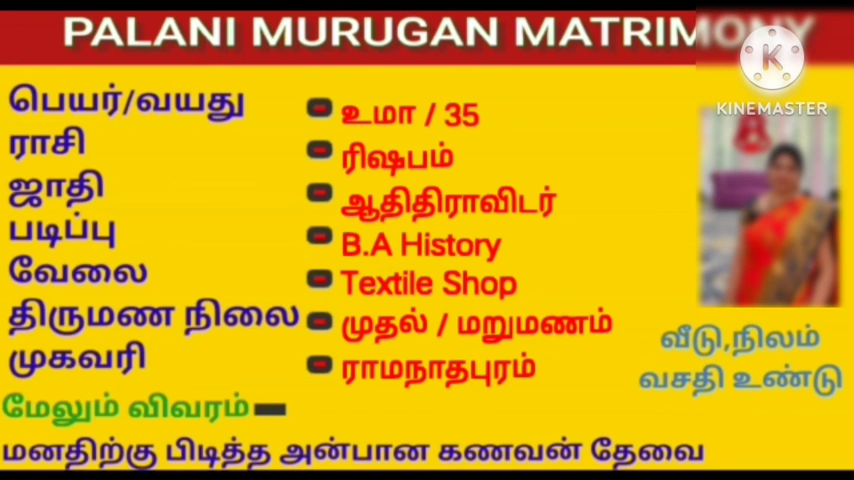 PALANI MURUGAN MATRIMONY
KINEMASTER
பெயர்/வயது - உமா / 35
ராசி - ரிஷபம்
ஜாதி - ஆதிதிராவிடர்
படிப்பு - B.A History
வேலை - Textile Shop
திருமண நிலை - முதல் / மறுமணம்
முகவரி - ராமநாதபுரம்
வீடு,நிலம்
வசதி உண்டு
மேலும் விவரம் -
மனதிற்கு பிடித்த அன்பான கணவன் தேவை